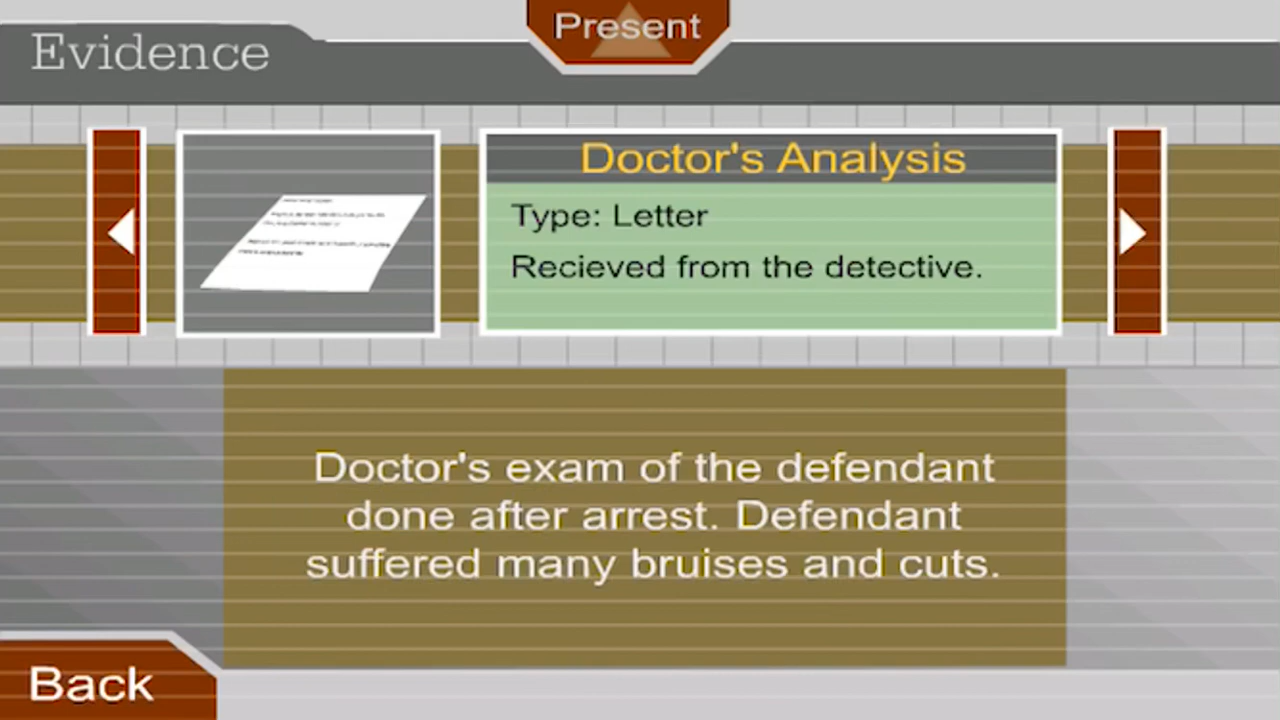 Present
Evidence
Doctor's Analysis
Type: Letter
Recieved from the detective.
Doctor's exam of the defendant
done after arrest. Defendant
suffered many bruises and cuts.
Back